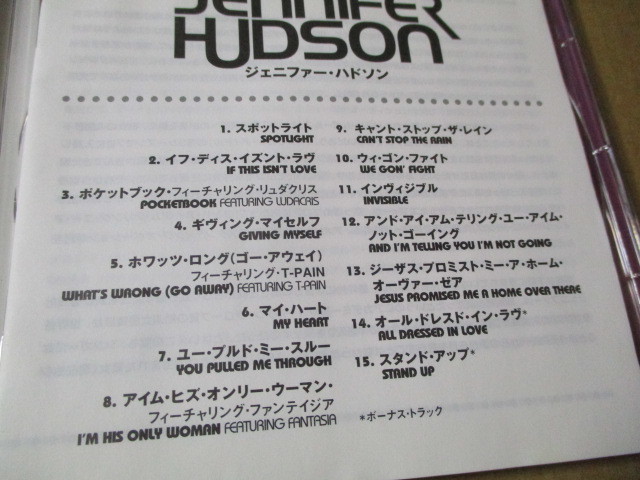 JENNIFER
HUDSON
ジェニファー・ハドソン
1. スポットライト
SPOTLIGHT
2. イフ・ディス・イズント・ラヴ
IF THIS ISN'T LOVE
3. ポケットブック・フィーチャリング・リュダクリス
POCKETBOOK FEATURING LUDACRIS
4. ギヴィング・マイセルフ
GIVING MYSELF
5. ホワッツ・ロング(ゴー・アウェイ)
フィーチャリング・T-PAIN
WHAT'S WRONG (GO AWAY) FEATURING T-PAIN
6. マイ・ハート
MY HEART
7. ユー・プルド・ミー・スルー
YOU PULLED ME THROUGH
8. アイム・ヒズ・オンリー・ウーマン・
フィーチャリング・ファンテイジア
I'M HIS ONLY WOMAN FEATURING FANTASIA
9. キャント・ストップ・ザ・レイン
CAN'T STOP THE RAIN
10. ウィ・ゴン・ファイト
WE GON' FIGHT
11. インヴィジブル
INVISIBLE
12. アンド・アイ・アム・テリング・ユー・アイム・
ノット・ゴーイング
AND I'M TELLING YOU I'M NOT GOING
13. ジーザス・プロミスト・ミー・ア・ホーム・
オーヴァー・ゼア
JESUS PROMISED ME A HOME OVER THERE
14. オール・ドレスド・イン・ラヴ*
ALL DRESSED IN LOVE
15. スタンド・アップ*
STAND UP
*ボーナス・トラック